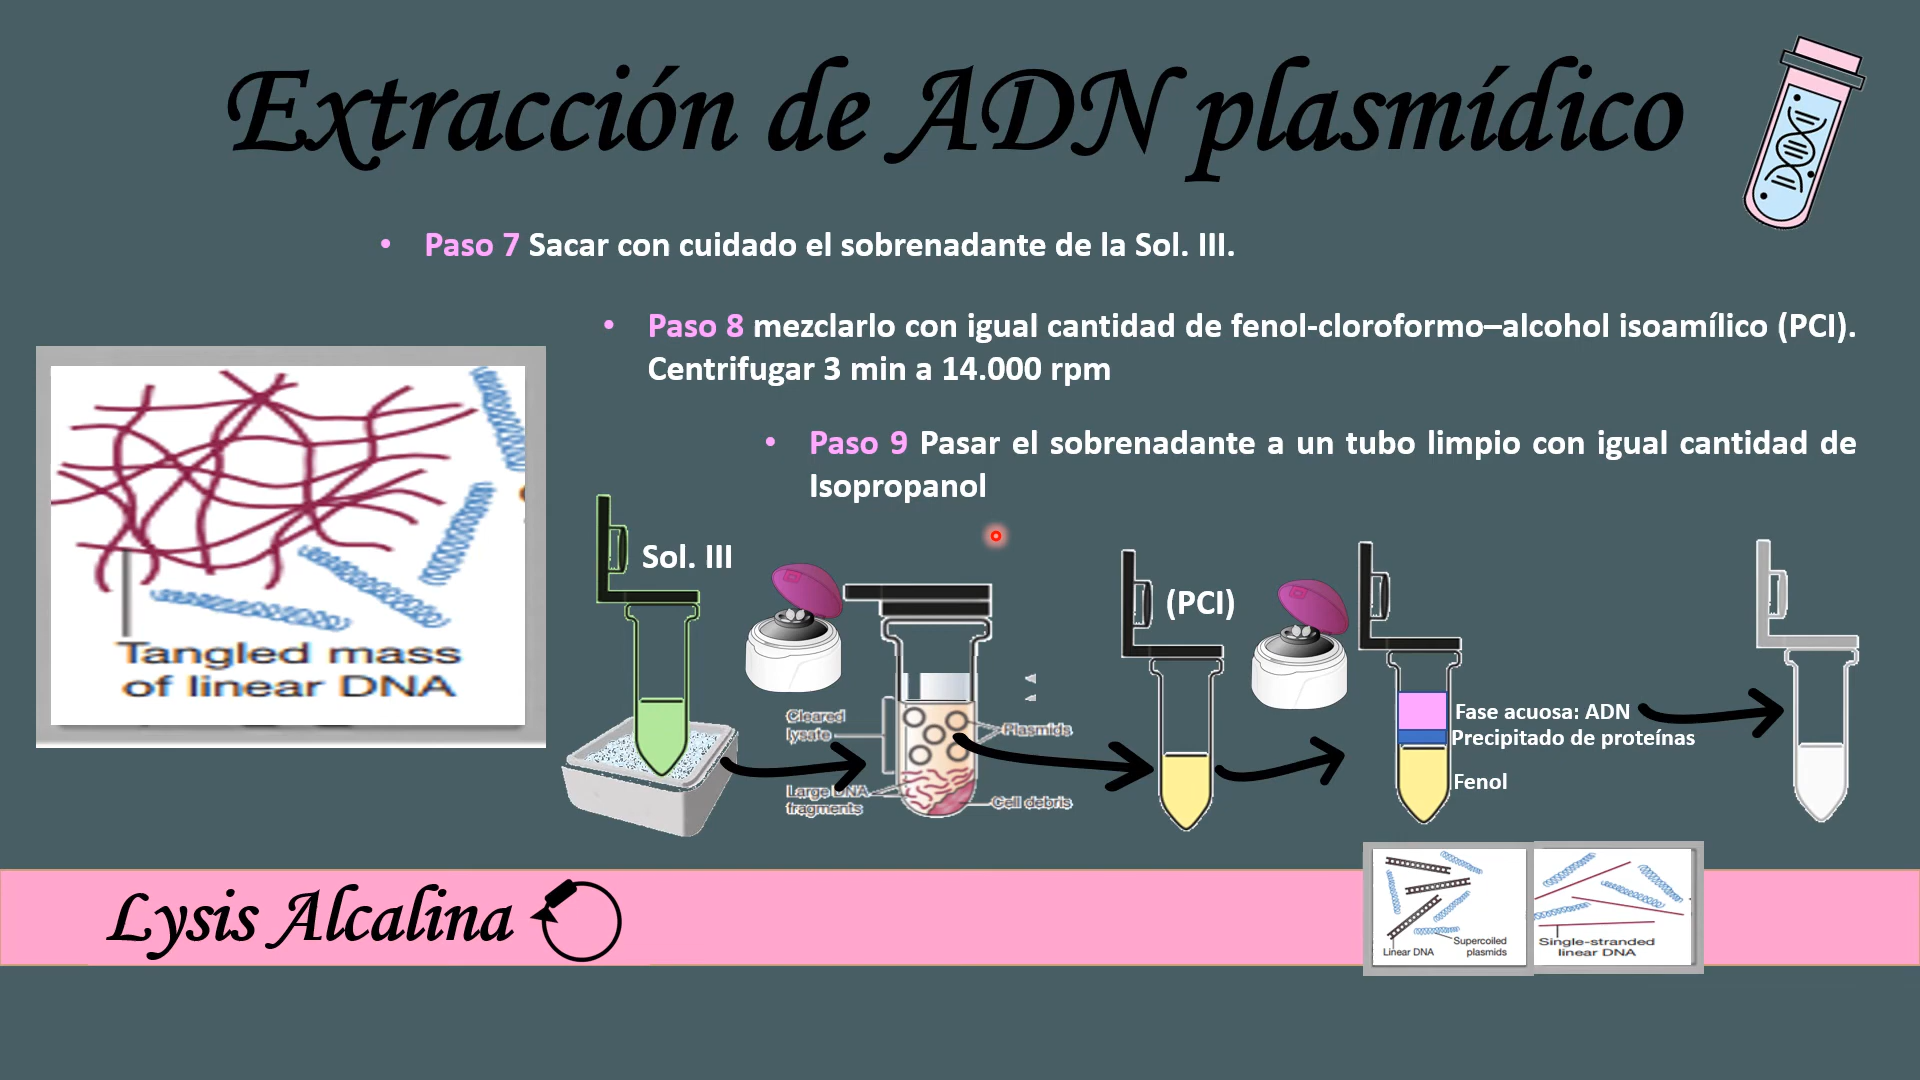 Extracción de ADN plasmídico
• Paso 7 Sacar con cuidado el sobrenadante de la Sol. III.
• Paso 8 mezclarlo con igual cantidad de fenol-cloroformo–alcohol isoamílico (PCI).
Centrifugar 3 min a 14.000 rpm
• Paso 9 Pasar el sobrenadante a un tubo limpio con igual cantidad de
Isopropanol
Tangled mass
of linear DNA
Sol. III
Cleared
lysate
Plasmids
Large DNA
fragments
Cell debris
(PCI)
Fase acuosa: ADN
Precipitado de proteínas
Fenol
Lysis Alcalina
Linear DNA
Supercoiled
plasmids
Single-stranded
linear DNA